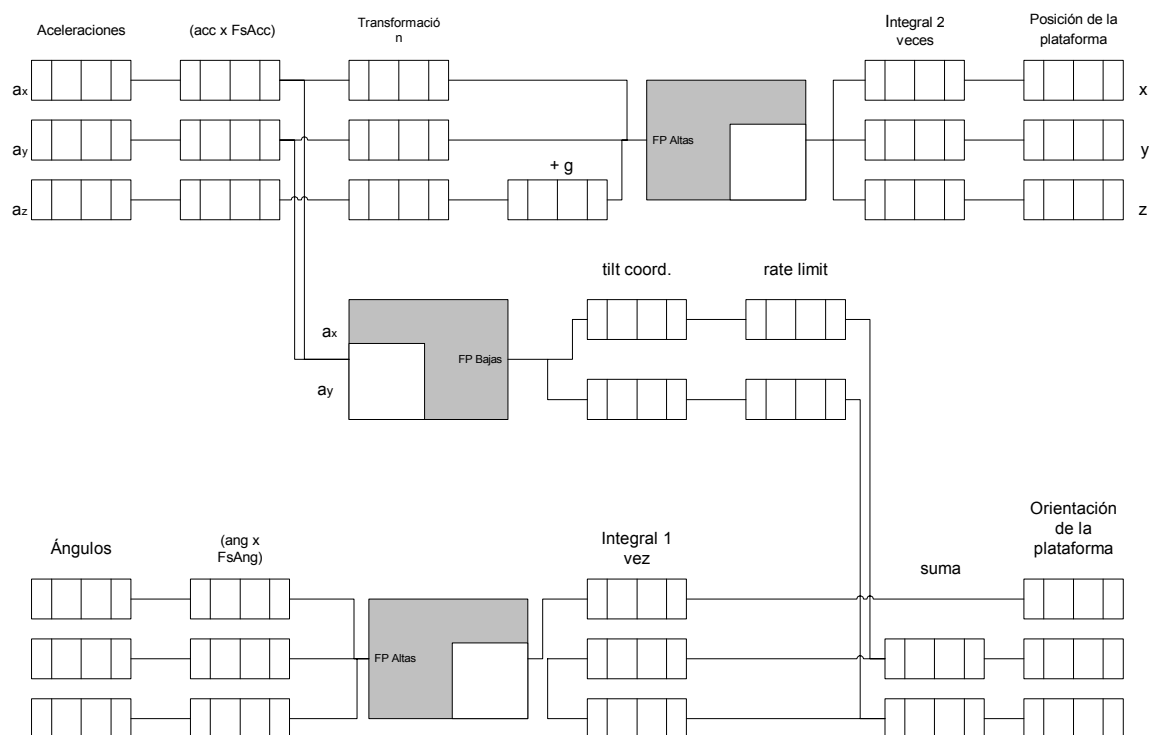 Aceleraciones
(acc x FsAcc)
Transformació
n
Integral 2
veces
Posición de la
plataforma
ax
x
ay
FP Altas
y
+ g
az
z
tilt coord.
rate limit
ax
FP Bajas
ay
Ángulos
(ang x
FsAng)
Integral 1
vez
suma
Orientación
de la
plataforma
FP Altas